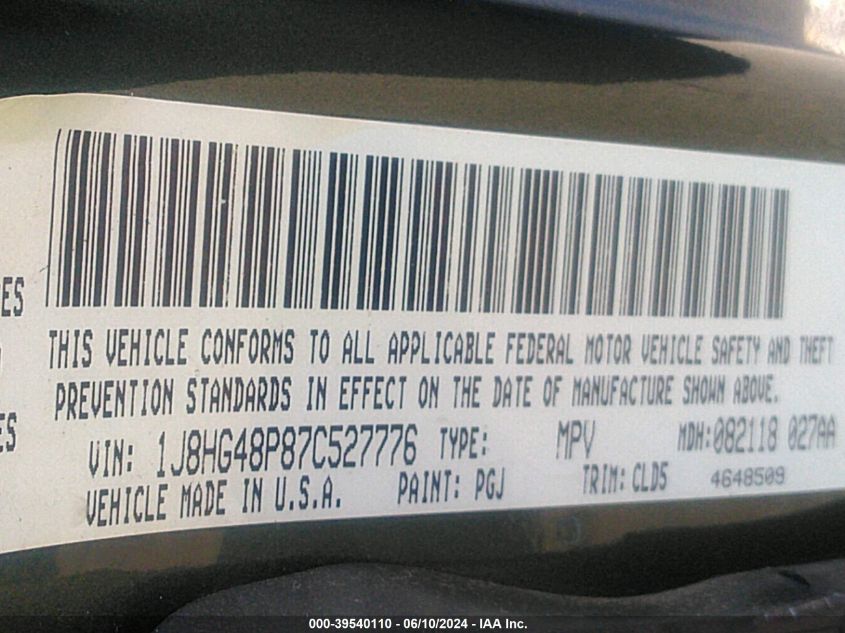 THIS VEHICLE CONFORMS TO ALL APPLICABLE FEDERAL MOTOR VEHICLE SAFETY AND THEFT
PREVENTION STANDARDS IN EFFECT ON THE DATE OF MANUFACTURE SHOWN ABOVE.
VIN: 1J8HG48P87C527776 TYPE: MPV MDH:082118 027AA
VEHICLE MADE IN U.S.A. PAINT: PGJ TRIM: CLD5 4648509
000-39540110 - 06/10/2024 - IAA Inc.